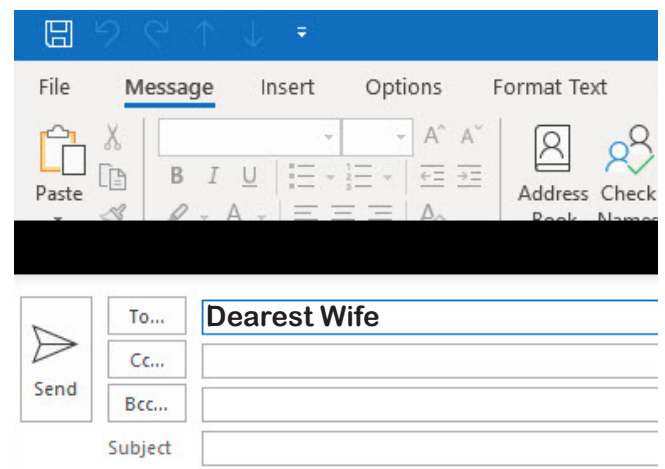 File Message Insert Options Format Text
A A
B I U
Paste
Address Check
A A Book Names
To... Dearest Wife
Cc...
Send
Bcc...
Subject